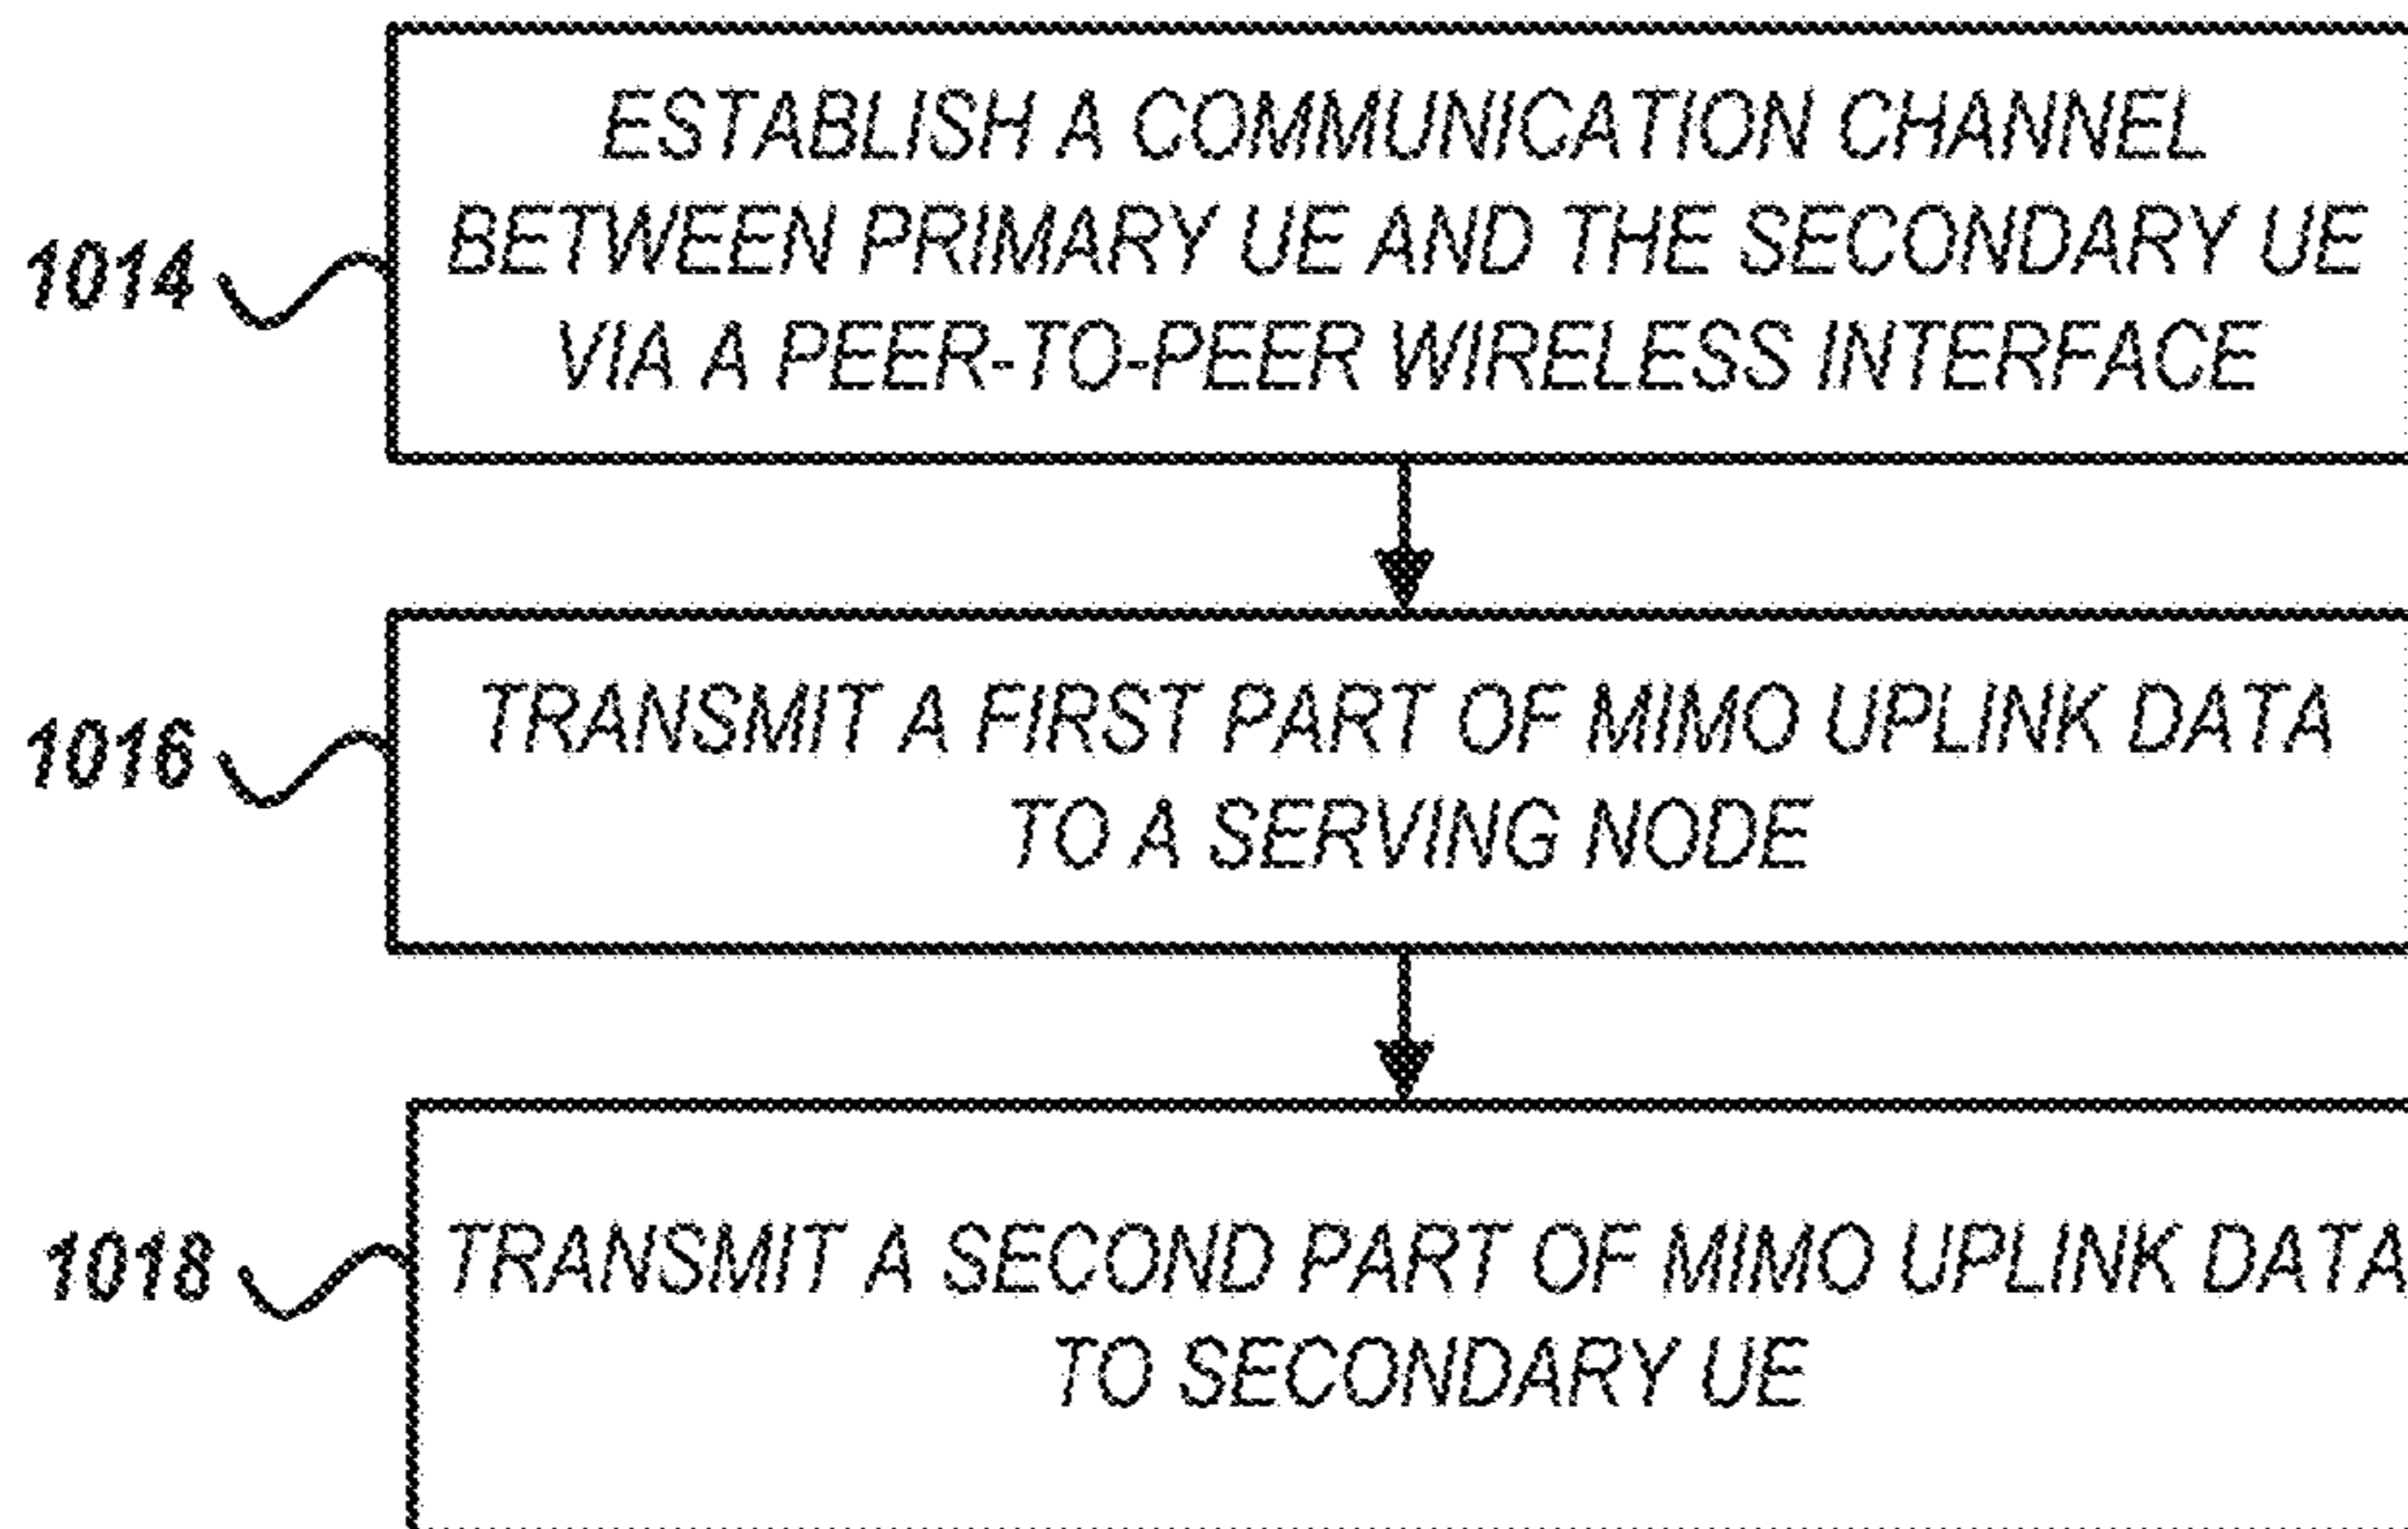 ESTABLISH A COMMUNICATION CHANNEL
1014 BETWEEN PRIMARY UE AND THE SECONDARY UE
VIA A PEER-TO-PEER WIRELESS INTERFACE
1016 TRANSMIT A FIRST PART OF MIMO UPLINK DATA
TO A SERVING NODE
1018 TRANSMIT A SECOND PART OF MIMO UPLINK DATA
TO SECONDARY UE